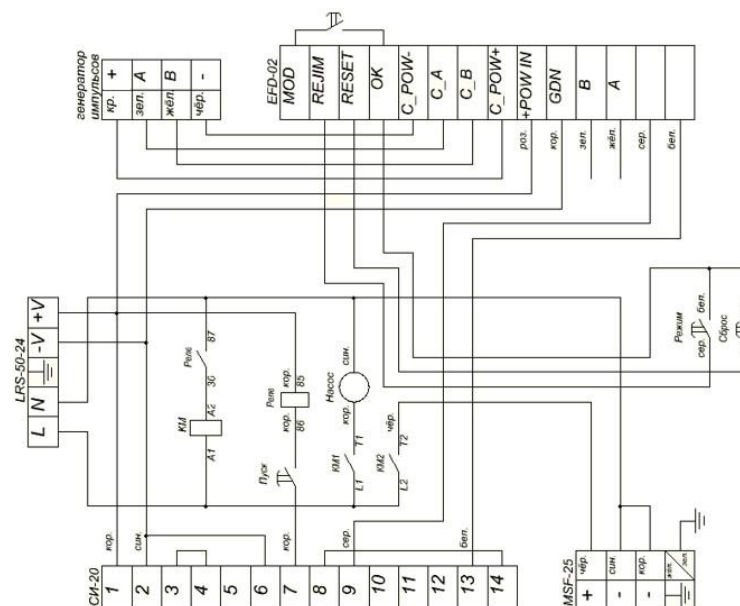 генератор импульсов
кр. +
зел. A
жёл. B
чёр. -
EFD-02
MOD
REJIM
RESET
OK
C_POW-
C_A
C_B
C_POW+
+POW IN
GDN
B
A
роз.
кор.
зел.
жёл.
сер.
бел.
LRS-50-24
L
N
-V
+V
КМ
A1
A2
30
Реле
87
Пуск
кор.
86
Реле
кор.
85
Насос
син.
кор.
КМ1
L1
T1
КМ2
L2
T2
чёр.
Режим
сер.
бел.
Сброс
СИ-20
1
2
3
4
5
6
7
8
9
10
11
12
13
14
кор.
син.
кор.
сер.
бел.
MSF-25
+
-
-
чёр.
син.
кор.
жёл.
зел.